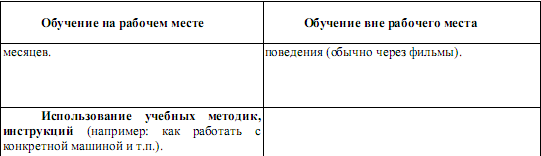 Обучение на рабочем месте
Обучение вне рабочего места
месяцев.
поведения (обычно через фильмы).
Использование учебных методик,
инструкций (например: как работать с
конкретной машиной и т.п.).